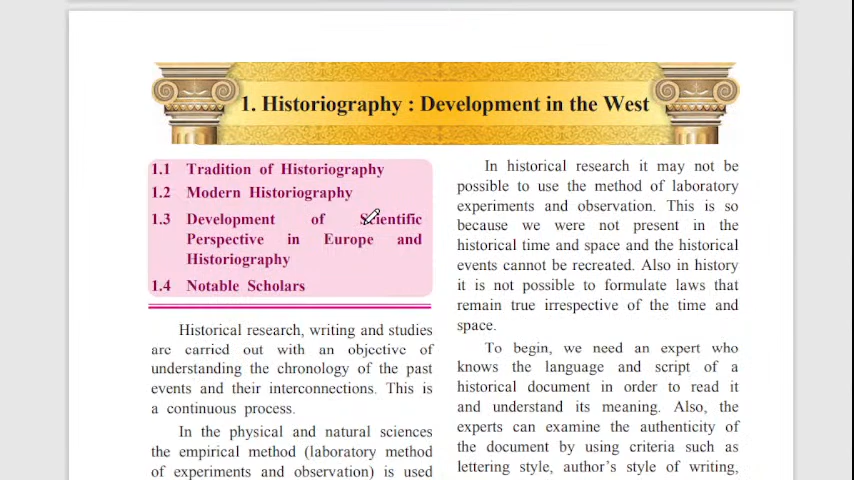 1. Historiography : Development in the West
1.1 Tradition of Historiography
1.2 Modern Historiography
1.3 Development of Scientific
Perspective in Europe and
Historiography
1.4 Notable Scholars
Historical research, writing and studies
are carried out with an objective of
understanding the chronology of the past
events and their interconnections. This is
a continuous process.
In the physical and natural sciences
the empirical method (laboratory method
of experiments and observation) is used
In historical research it may not be
possible to use the method of laboratory
experiments and observation. This is so
because we were not present in the
historical time and space and the historical
events cannot be recreated. Also in history
it is not possible to formulate laws that
remain true irrespective of the time and
space.
To begin, we need an expert who
knows the language and script of a
historical document in order to read it
and understand its meaning. Also, the
experts can examine the authenticity of
the document by using criteria such as
lettering style, author's style of writing,